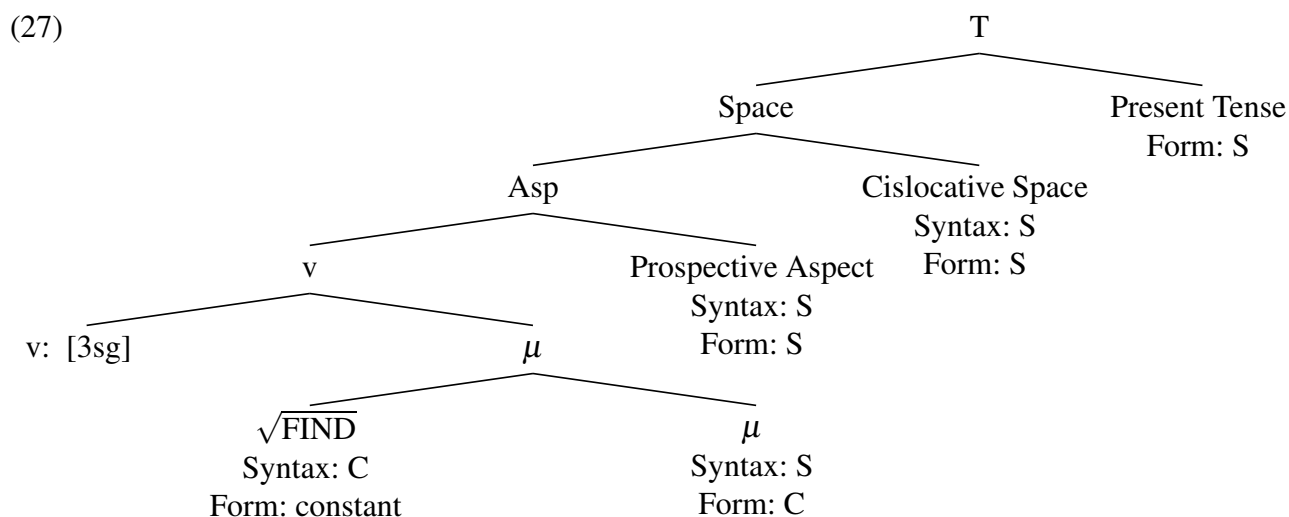 (27)
T
Space Present Tense
Form: S
Asp Cislocative Space
Syntax: S
Form: S
v Prospective Aspect
Syntax: S
Form: S
v: [3sg] μ
√FIND μ
Syntax: C Syntax: S
Form: constant Form: C